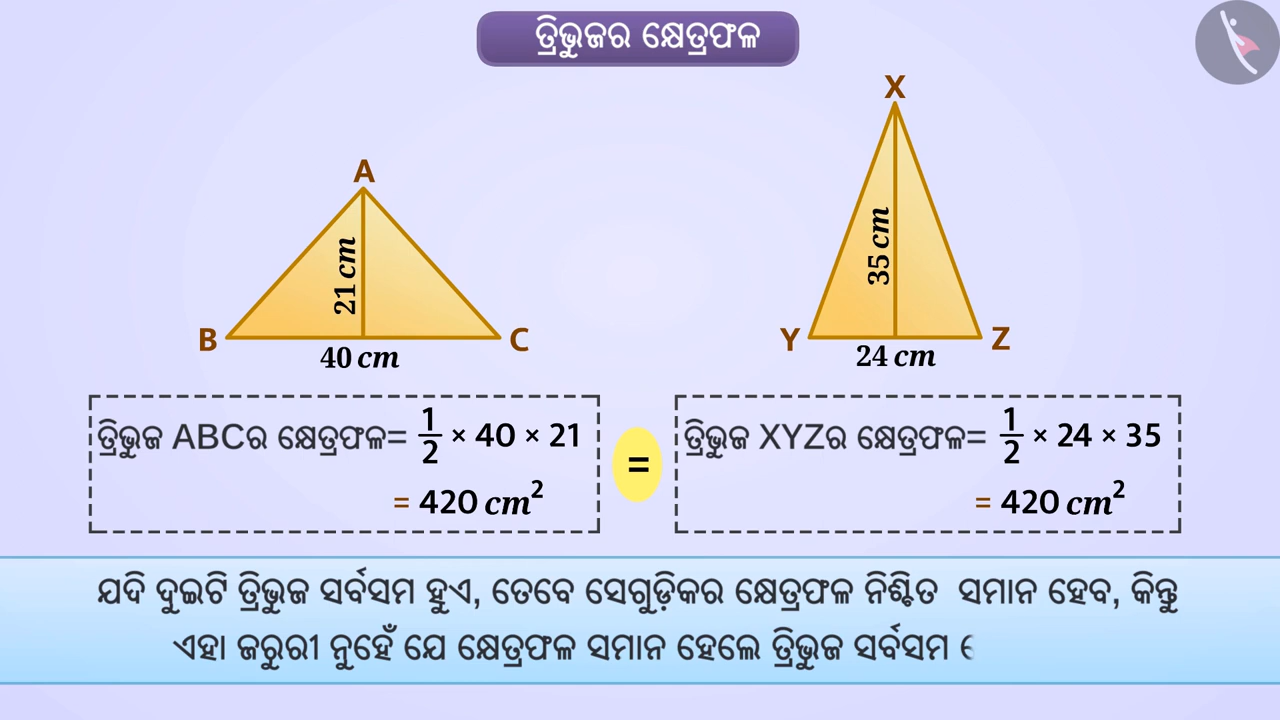 ତ୍ରିଭୁଜର କ୍ଷେତ୍ରଫଳ
A
21 cm
B
C
40 cm
X
35 cm
Y
Z
24 cm
ତ୍ରିଭୁଜ ABCର କ୍ଷେତ୍ରଫଳ= 1/2 × 40 × 21
= 420 cm²
=
ତ୍ରିଭୁଜ XYZର କ୍ଷେତ୍ରଫଳ= 1/2 × 24 × 35
= 420 cm²
ଯଦି ଦୁଇଟି ତ୍ରିଭୁଜ ସର୍ବସମ ହୁଏ, ତେବେ ସେଗୁଡ଼ିକର କ୍ଷେତ୍ରଫଳ ନିଶ୍ଚିତ ସମାନ ହେବ, କିନ୍ତୁ
ଏହା ଜରୁରୀ ନୁହେଁ ଯେ କ୍ଷେତ୍ରଫଳ ସମାନ ହେଲେ ତ୍ରିଭୁଜ ସର୍ବସମ